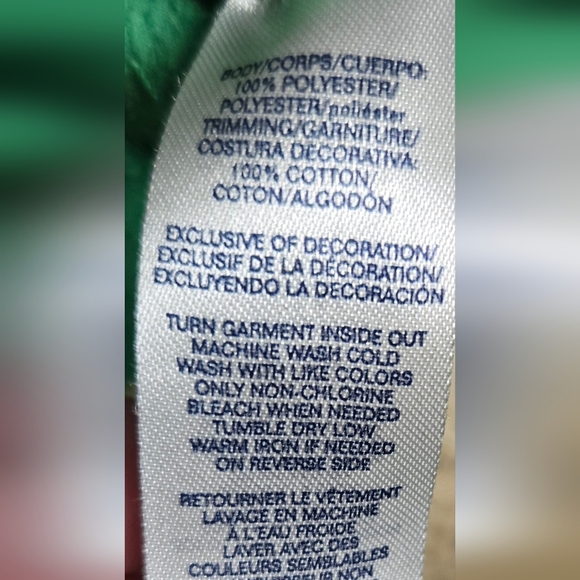 BODY/CORPS/CUERPO:
100% POLYESTER/
POLYESTER/poliéster
TRIMMING/GARNITURE/
COSTURA DECORATIVA:
100% COTTON/
COTON/ALGODÓN
EXCLUSIVE OF DECORATION/
EXCLUSIF DE LA DÉCORATION/
EXCLUYENDO LA DECORACIÓN
TURN GARMENT INSIDE OUT
MACHINE WASH COLD
WASH WITH LIKE COLORS
ONLY NON-CHLORINE
BLEACH WHEN NEEDED
TUMBLE DRY LOW
WARM IRON IF NEEDED
ON REVERSE SIDE
RETOURNER LE VÊTEMENT
LAVAGE EN MACHINE
À L'EAU FROIDE
LAVER AVEC DES
COULEURS SEMBLABLES
NON